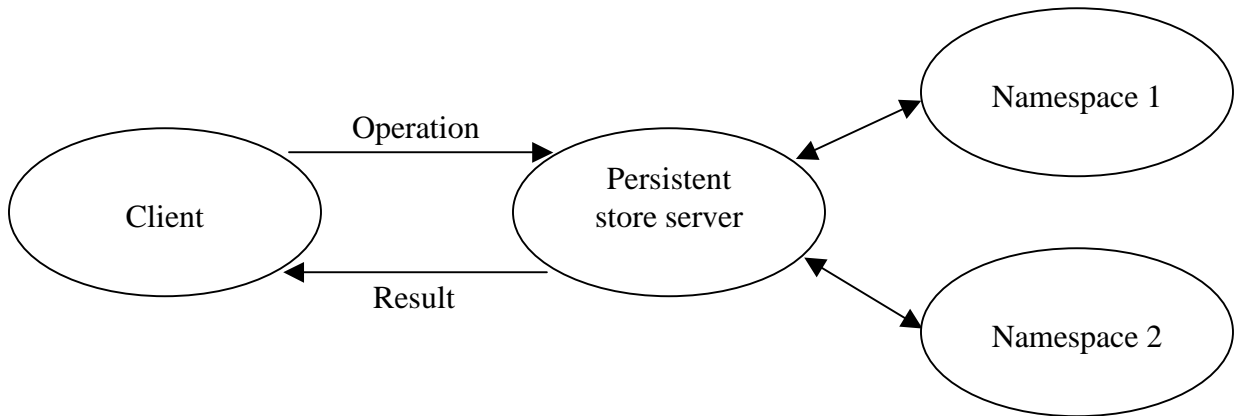 Namespace 1
Operation
Client
Persistent
store server
Result
Namespace 2